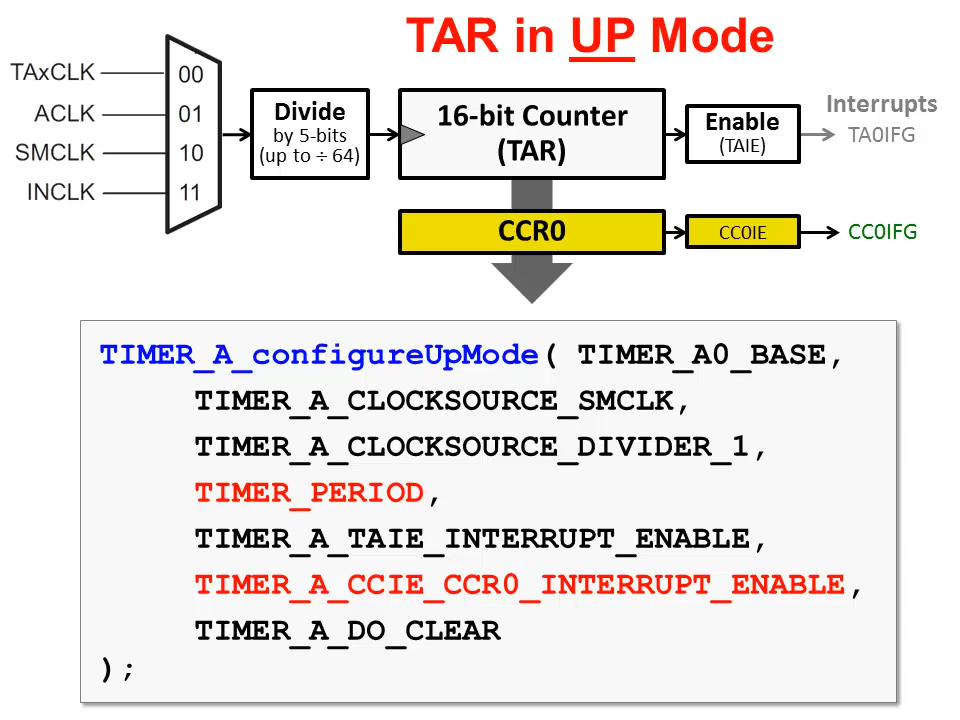 TAR in UP Mode
TAxCLK
ACLK
SMCLK
INCLK
00
01
10
11
Divide
by 5-bits
(up to ÷ 64)
16-bit Counter
(TAR)
Enable
(TAIE)
Interrupts
TA0IFG
CCR0
CC0IE
CC0IFG
TIMER_A_configureUpMode( TIMER_A0_BASE,
TIMER_A_CLOCKSOURCE_SMCLK,
TIMER_A_CLOCKSOURCE_DIVIDER_1,
TIMER_PERIOD,
TIMER_A_TAIE_INTERRUPT_ENABLE,
TIMER_A_CCIE_CCR0_INTERRUPT_ENABLE,
TIMER_A_DO_CLEAR
);